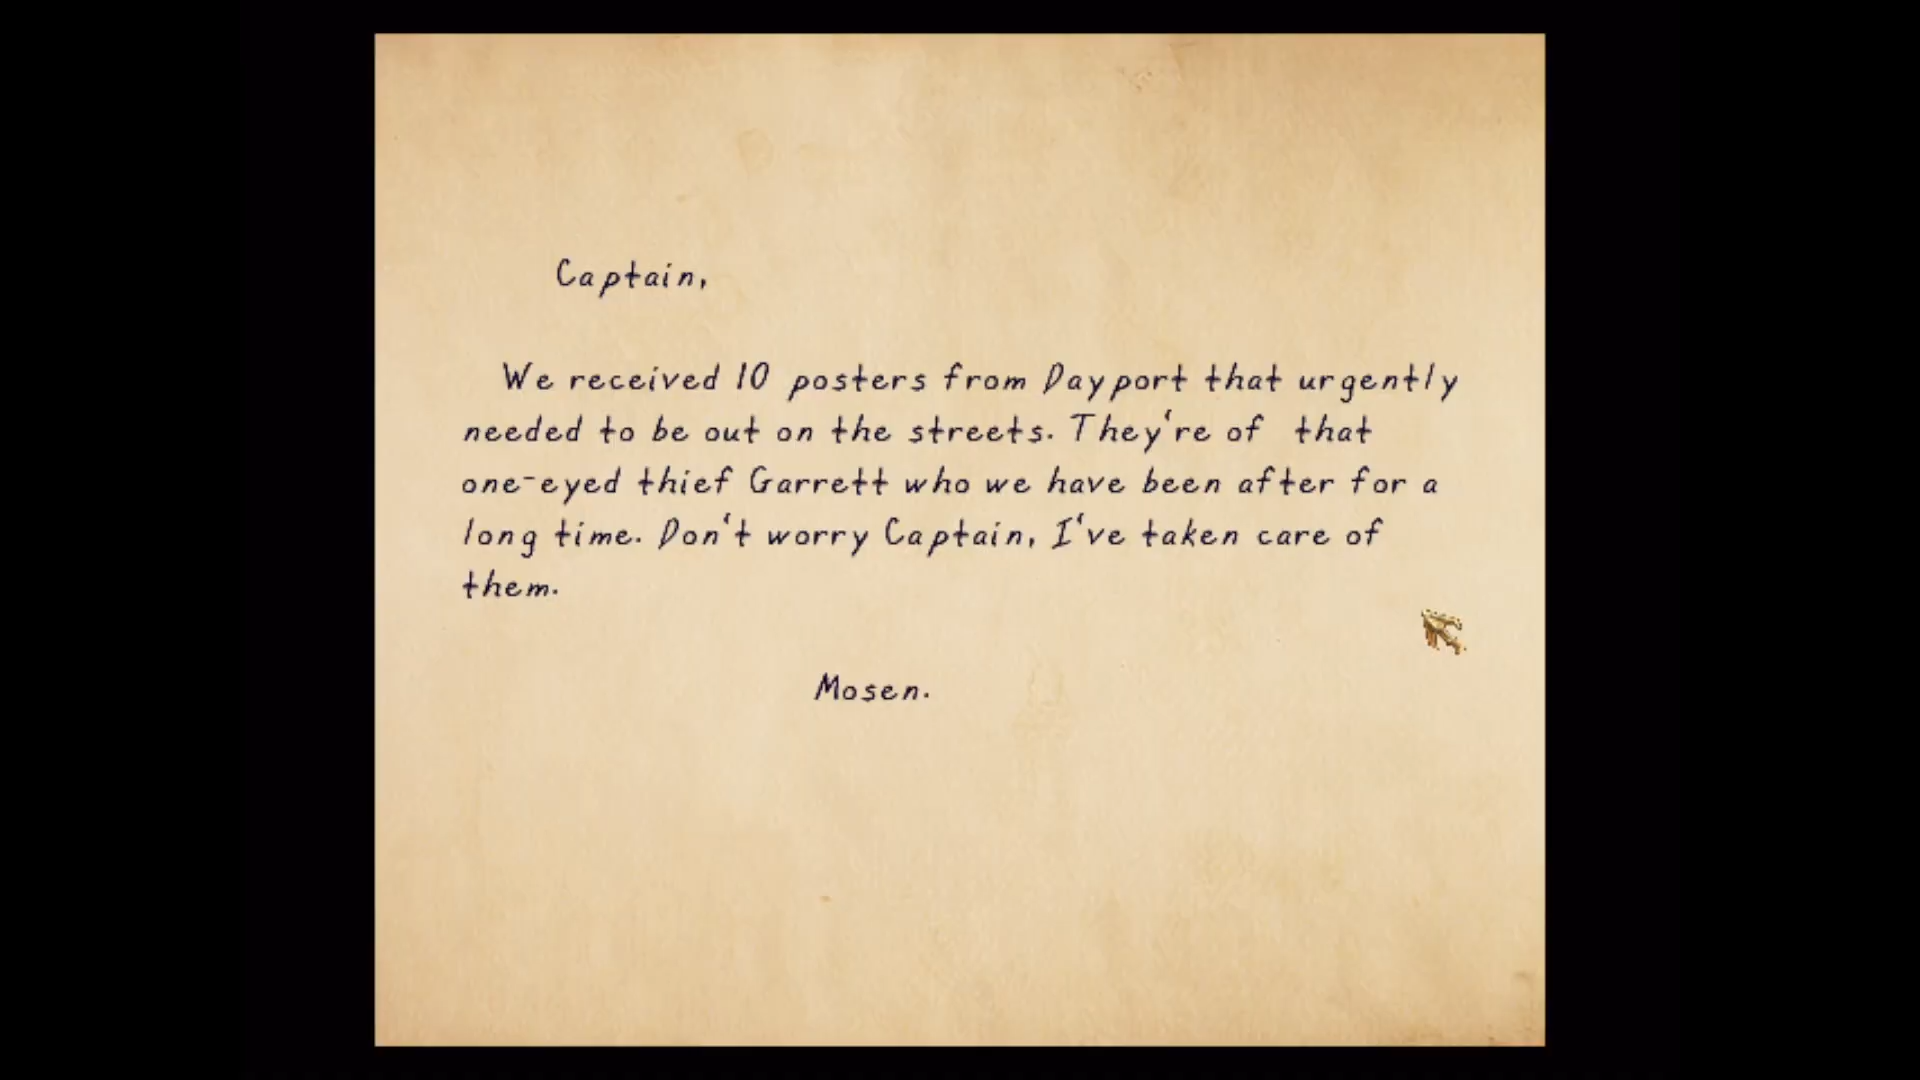 Captain,
We received 10 posters from Dayport that urgently
needed to be out on the streets. They're of that
one-eyed thief Garrett who we have been after for a
long time. Don't worry Captain, I've taken care of
them.
Mosen.